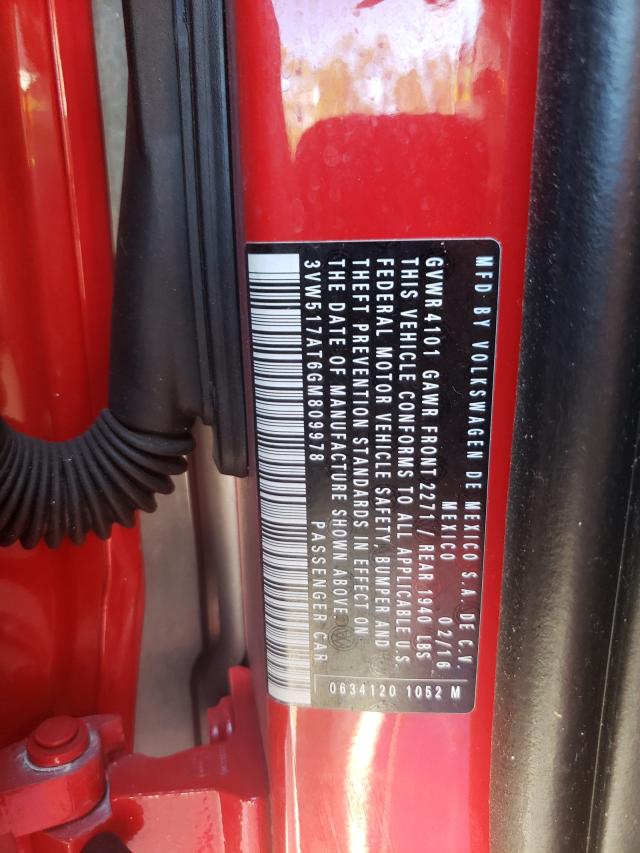 MFD BY VOLKSWAGEN DE MEXICO S.A. DE C.V.
MEXICO 02/16
GVWR 4101 GAWR FRONT 2271 / REAR 1940 LBS
THIS VEHICLE CONFORMS TO ALL APPLICABLE U.S.
FEDERAL MOTOR VEHICLE SAFETY, BUMPER AND
THEFT PREVENTION STANDARDS IN EFFECT ON
THE DATE OF MANUFACTURE SHOWN ABOVE
3VW517AT6GM809978 PASSENGER CAR
0634120 1052 M